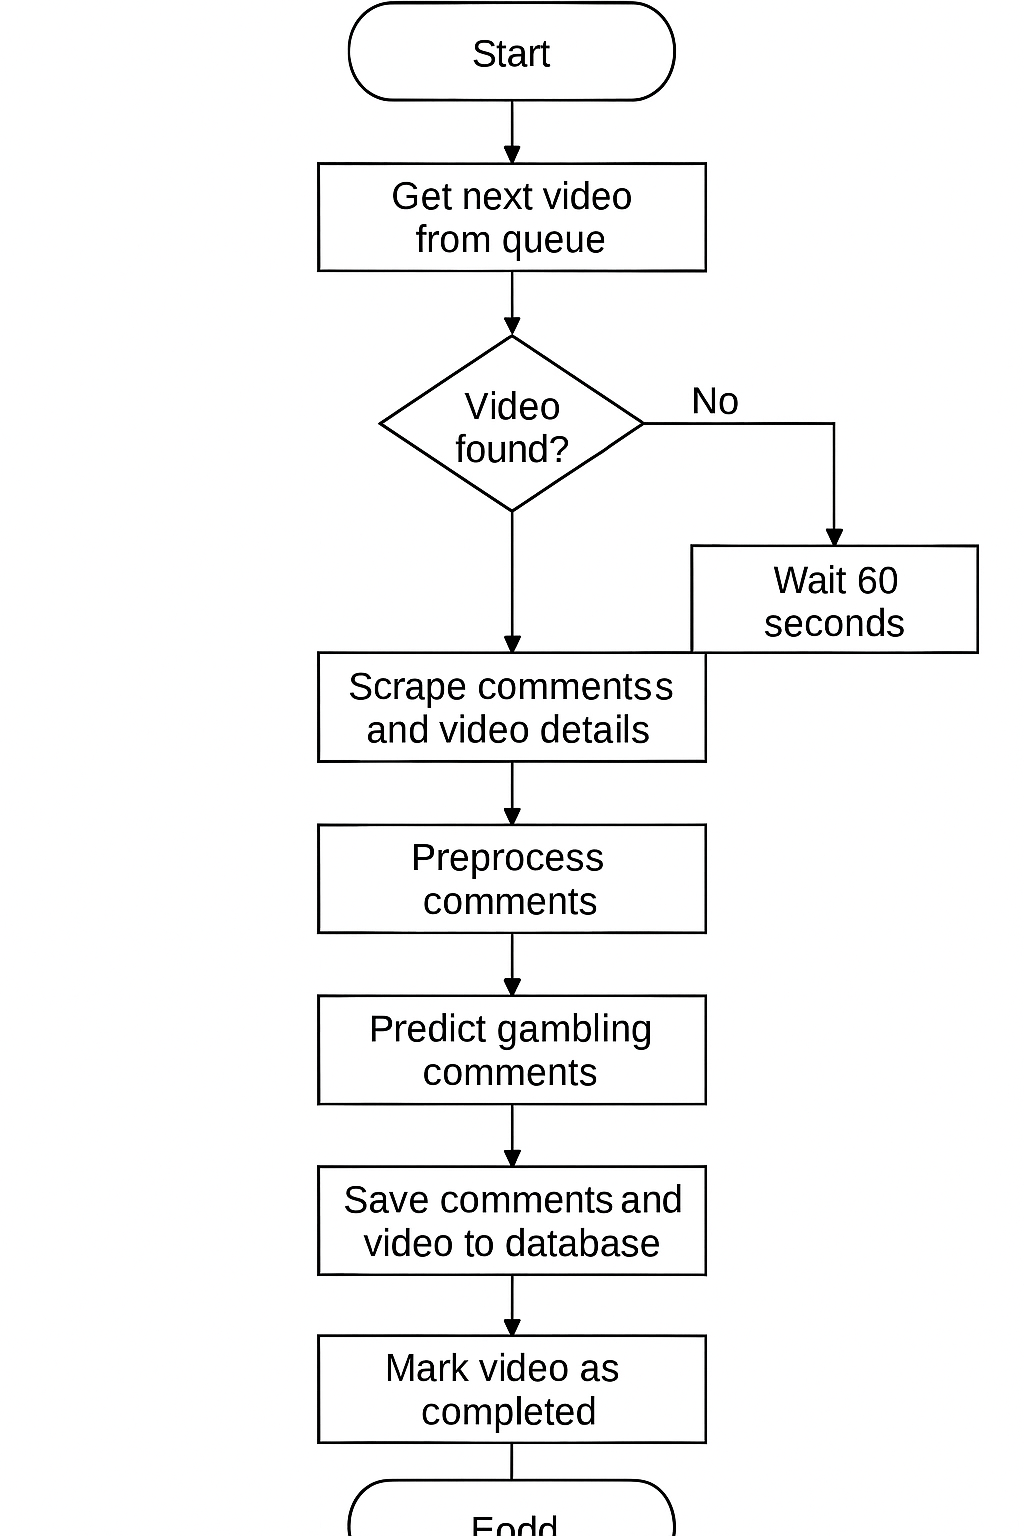 Start
Get next video
from queue
Video
found?
No
Wait 60
seconds
Scrape commentss
and video details
Preprocess
comments
Predict gambling
comments
Save comments and
video to database
Mark video as
completed
Eodd